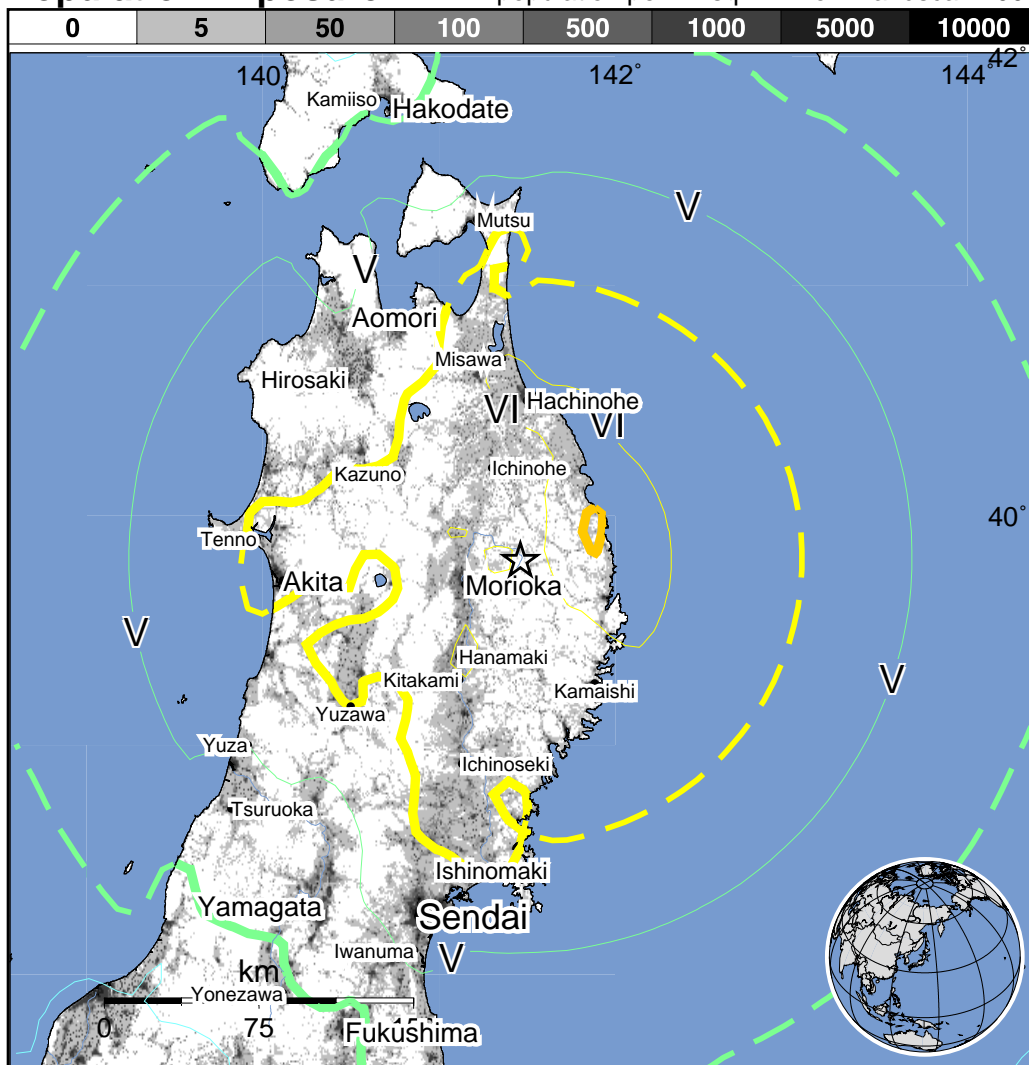 0 5 50 100 500 1000 5000 10000
140° 142° 144° 42°
Kamiiso
Hakodate
V
Mutsu
V
Aomori
Misawa
Hirosaki
Hachinohe
VI
VI
Ichinohe
Kazuno
40°
Tenno
Akita
Morioka
V
Hanamaki
Kitakami
V
Kamaishi
Yuzawa
Yuza
Ichinoseki
Tsuruoka
Ishinomaki
Yamagata
Sendai
Iwanuma
V
km
Yonezawa
0 75
Fukushima